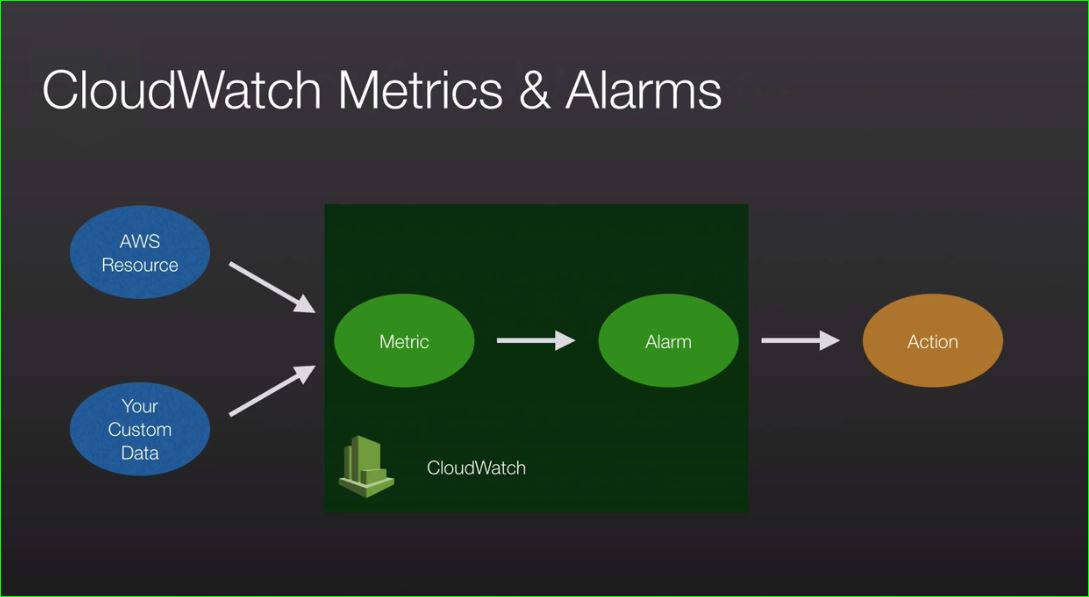 CloudWatch Metrics & Alarms
AWS
Resource
Your
Custom
Data
Metric
Alarm
Action
CloudWatch